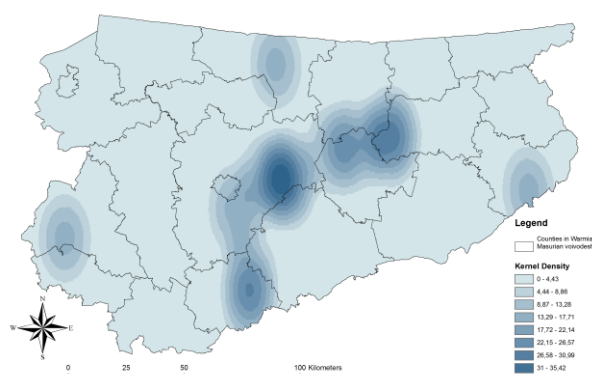 N
W E
S
0 25 50 100 Kilometers
Legend
Counties in Warmia
Masurian voivodesh
Kernel Density
0 - 4,43
4,44 - 8,86
8,87 - 13,28
13,29 - 17,71
17,72 - 22,14
22,15 - 26,57
26,58 - 30,99
31 - 35,42